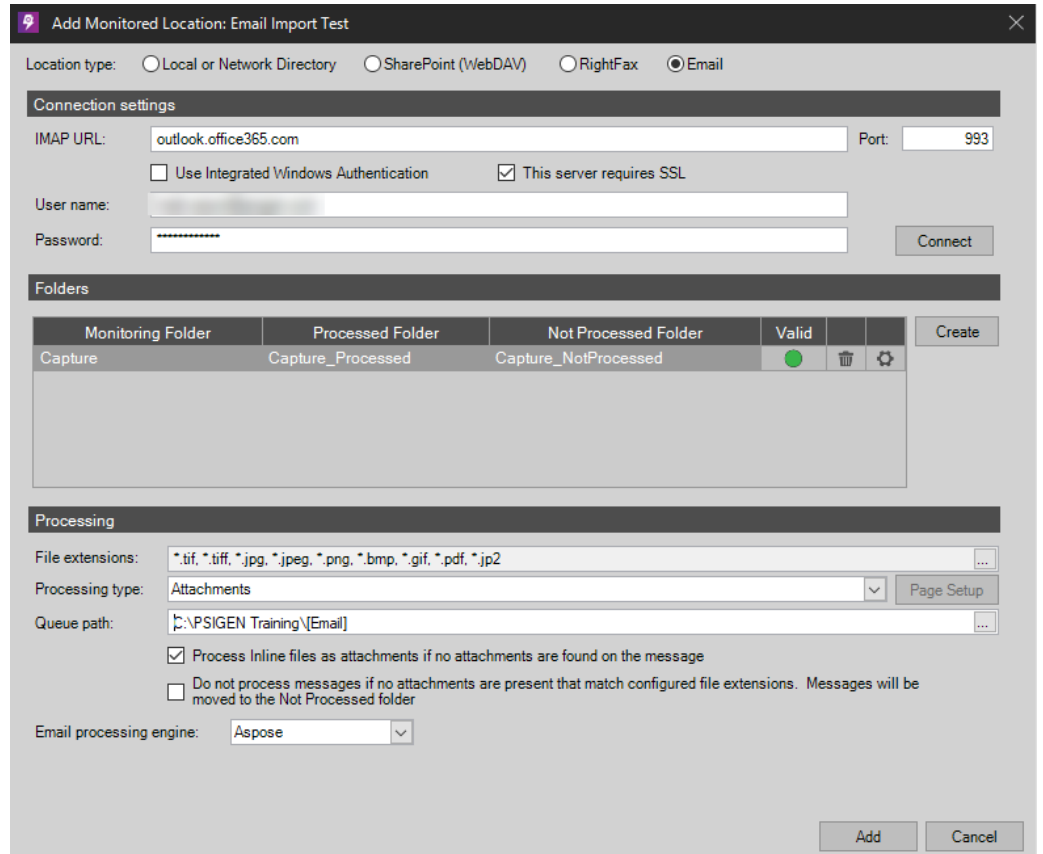 Add Monitored Location: Email Import Test
Location type: Local or Network Directory SharePoint (WebDAV) RightFax Email
Connection settings
IMAP URL: outlook.office365.com Port: 993
Use Integrated Windows Authentication This server requires SSL
User name:
Password: ************* Connect
Folders
Monitoring Folder Processed Folder Not Processed Folder Valid Create
Capture Capture_Processed Capture_NotProcessed
Processing
File extensions: *.tif, *.tiff, *.jpg, *.jpeg, *.png, *.bmp, *.gif, *.pdf, *.jp2 ...
Processing type: Attachments Page Setup
Queue path: C:\PSIGEN Training\[Email] ...
Process Inline files as attachments if no attachments are found on the message
Do not process messages if no attachments are present that match configured file extensions. Messages will be
moved to the Not Processed folder
Email processing engine: Aspose
Add Cancel